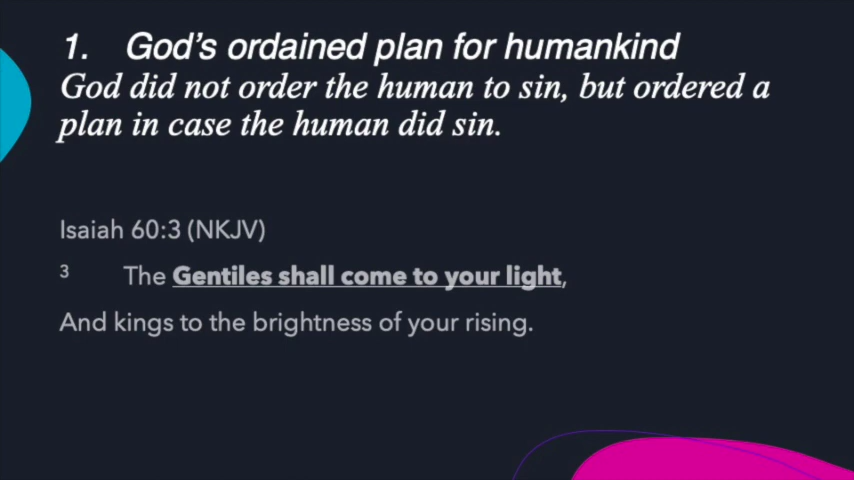 1. God's ordained plan for humankind
God did not order the human to sin, but ordered a
plan in case the human did sin.
Isaiah 60:3 (NKJV)
3 The Gentiles shall come to your light,
And kings to the brightness of your rising.